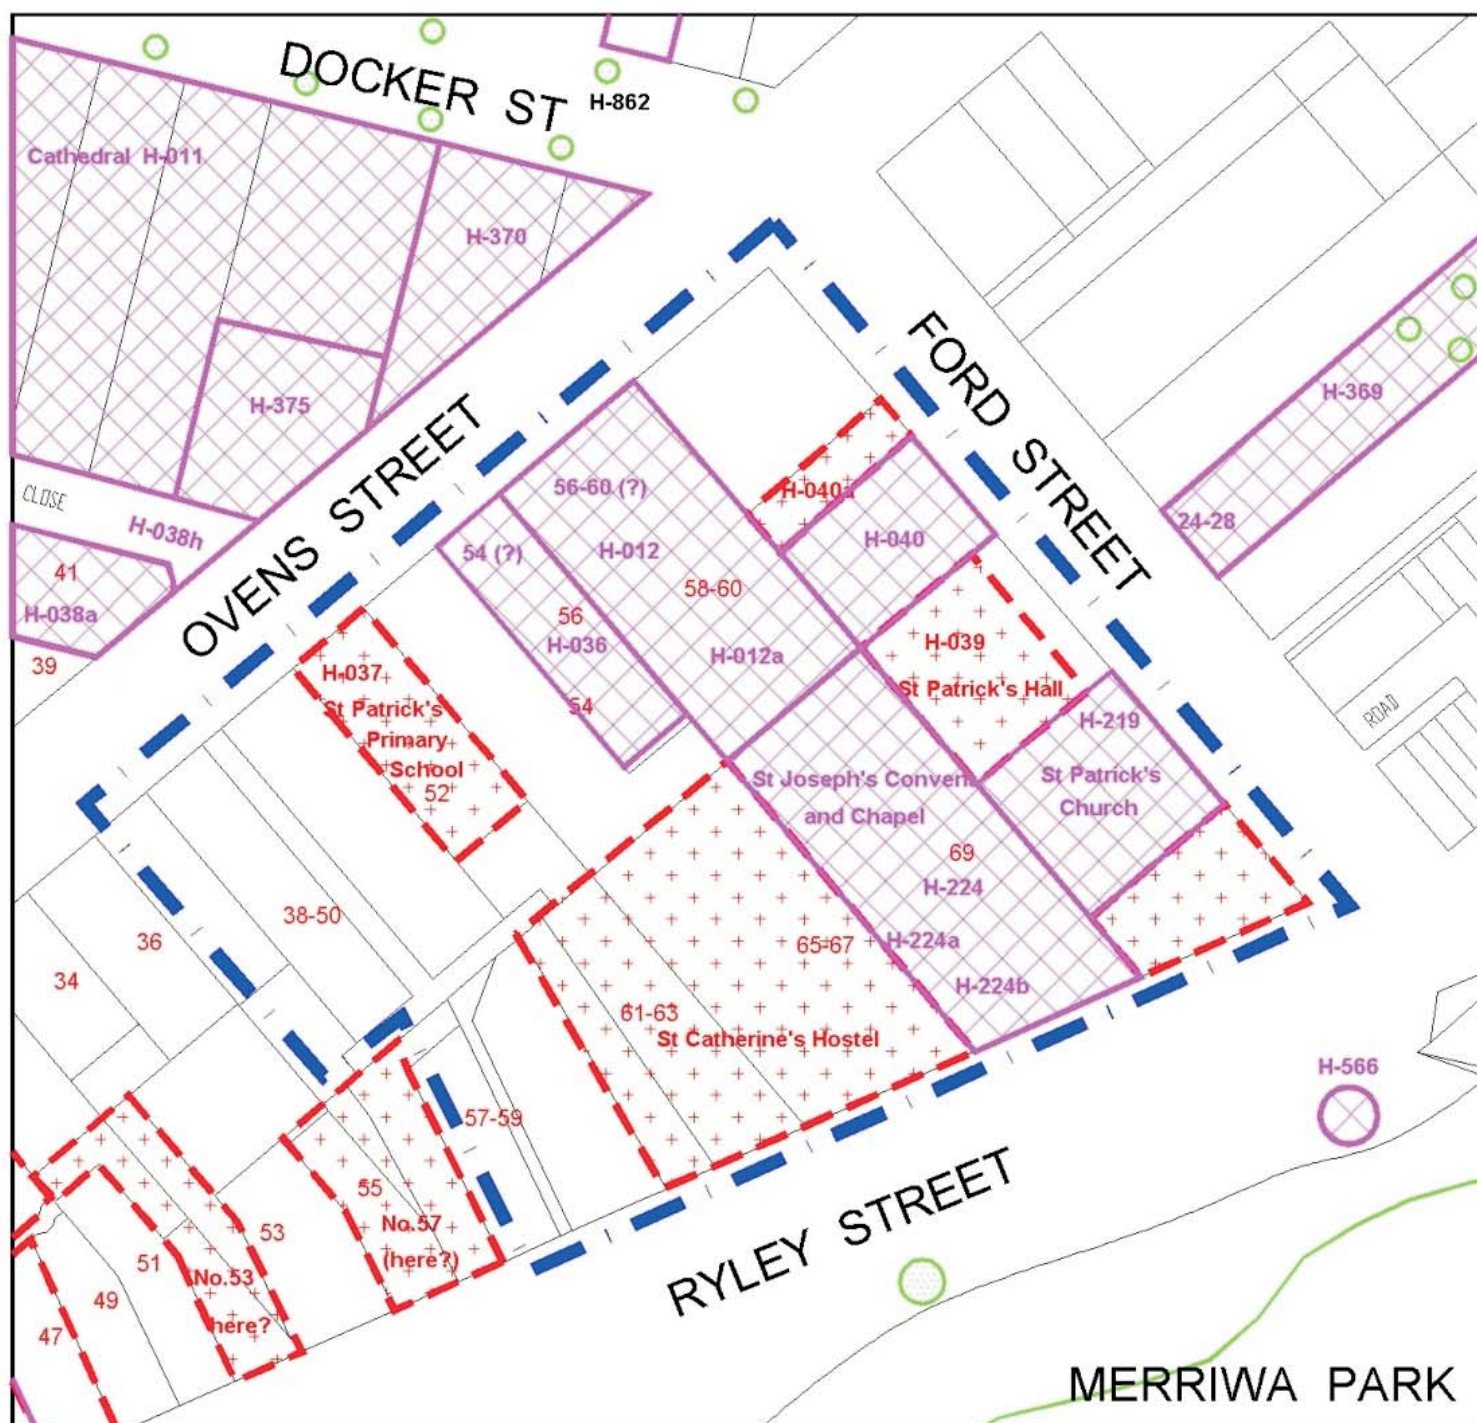 DOCKER ST
H-862
Cathedral H-011
H-370
H-375
CLOSE
H-038h
41
H-038a
39
OVENS STREET
FORD STREET
H-369
24-28
56-60 (?)
H-040a
H-040
54 (?)
H-012
58-60
56
H-036
H-012a
54
H-039
St Patrick's Hall
H-037
St Patrick's
Primary
School
52
H-219
St Patrick's
Church
ROAD
St Joseph's Convent
and Chapel
69
H-224
H-224a
H-224b
38-50
36
34
65-67
61-63
St Catherine's Hostel
57-59
H-566
55
No.57
(here?)
53
51
No.53
here?
49
47
RYLEY STREET
MERRIWA PARK